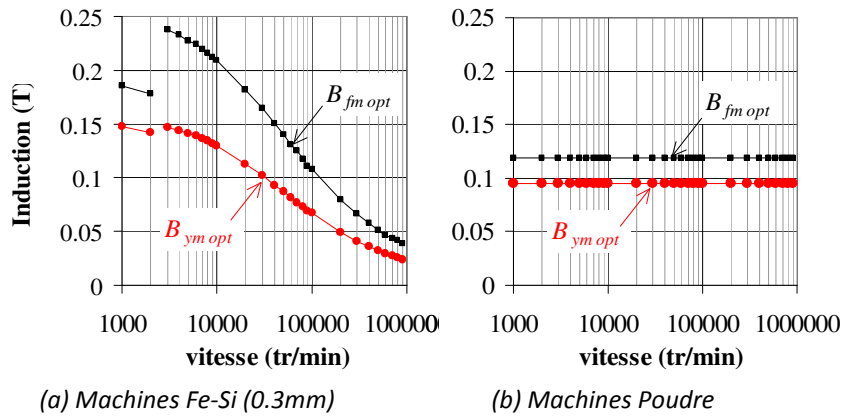 Induction (T)
0.25
0.2
0.15
0.1
0.05
0
B fm opt
B ym opt
1000 10000 100000 100000
vitesse (tr/min)
(a) Machines Fe-Si (0.3mm)
0.25
0.2
0.15
0.1
0.05
0
B fm opt
B ym opt
1000 10000 100000 1000000
vitesse (tr/min)
(b) Machines Poudre